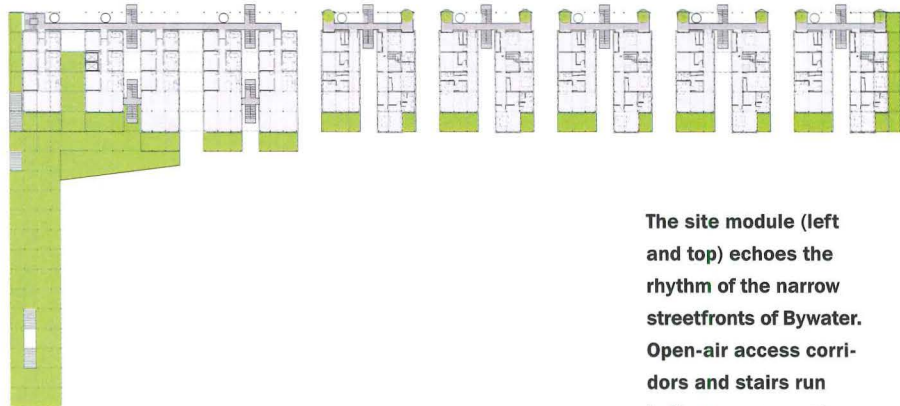 The site module (left
and top) echoes the
rhythm of the narrow
streetfronts of Bywater.
Open-air access corri-
dors and stairs run